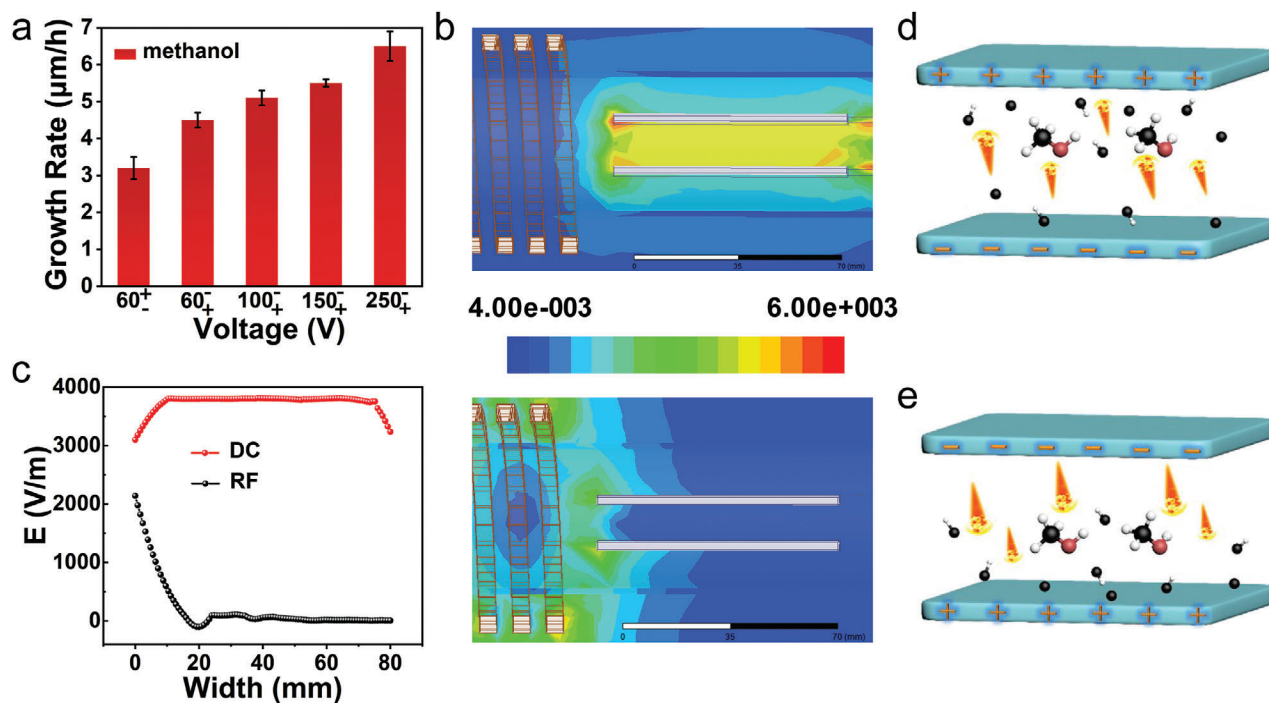 a
Growth Rate (μm/h)
7
6
5
4
3
2
1
0
methanol
60 + -
60 - +
100 - +
150 - +
250 - +
Voltage (V)
b
0 35 70 (mm)
4.00e-003 6.00e+003
0 35 70 (mm)
c
E (V/m)
4000
3000
2000
1000
0
DC
RF
0 20 40 60 80
Width (mm)
d
+ + + + + +
- - - - - -
e
- - - - - -
+ + + + + +